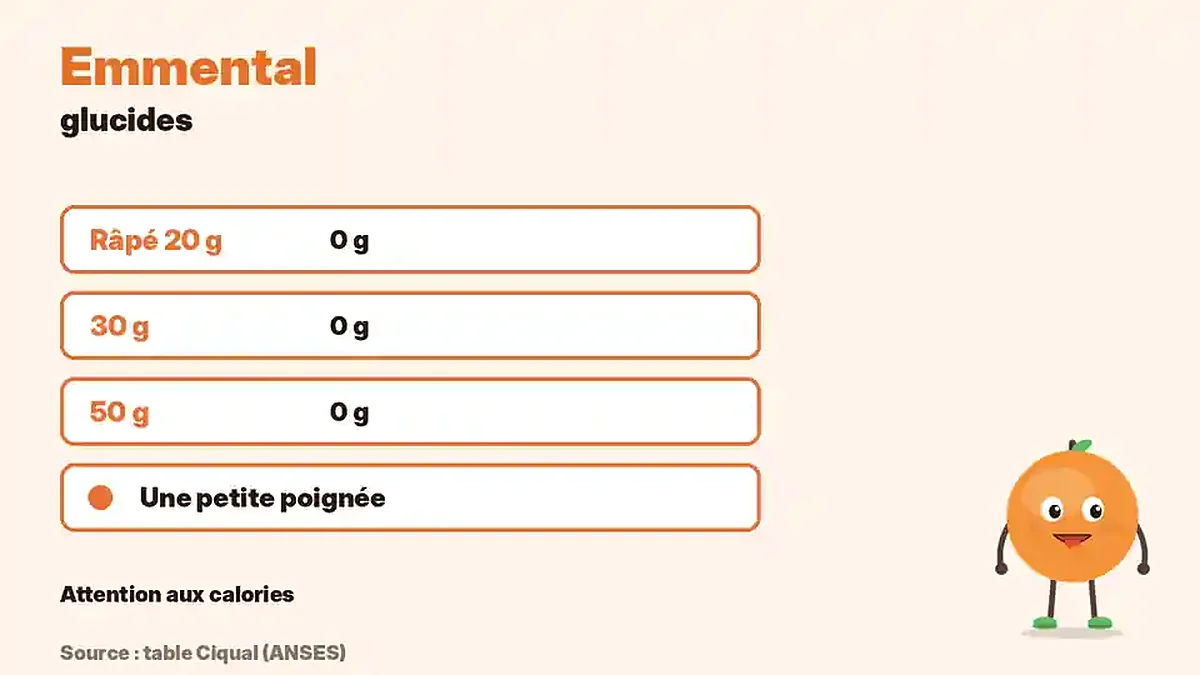 Emmental
glucides
Râpé 20 g 0 g
30 g 0 g
50 g 0 g
Une petite poignée
Attention aux calories
Source : table Ciqual (ANSES)